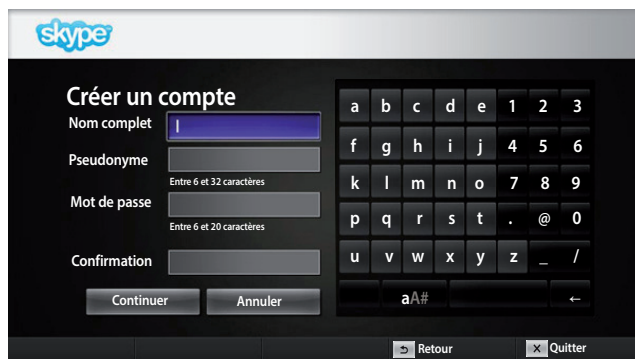 skype
Créer un compte
Nom complet
Pseudonyme
Entre 6 et 32 caractères
Mot de passe
Entre 6 et 20 caractères
Confirmation
Continuer Annuler
a b c d e 1 2 3
f g h i j 4 5 6
k l m n o 7 8 9
p q r s t . @ 0
u v w x y z _ /
aA# ←
Retour X Quitter